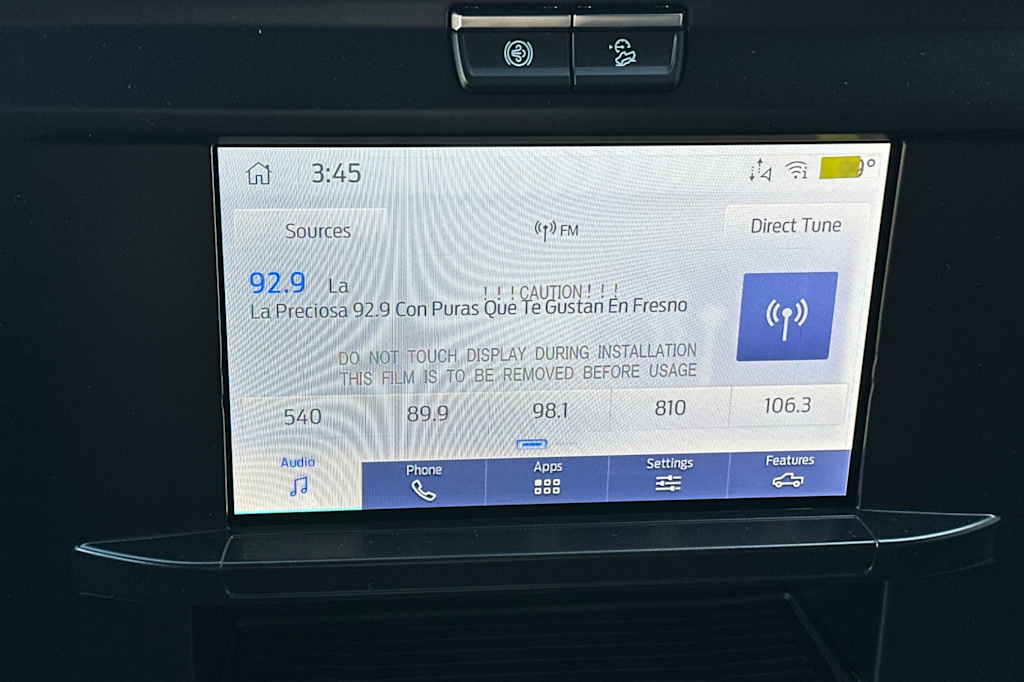 3:45
9°
Sources
FM
Direct Tune
92.9 La
! ! ! CAUTION ! ! !
La Preciosa 92.9 Con Puras Que Te Gustan En Fresno
DO NOT TOUCH DISPLAY DURING INSTALLATION
THIS FILM IS TO BE REMOVED BEFORE USAGE
540 89.9 98.1 810 106.3
Audio Phone Apps Settings Features